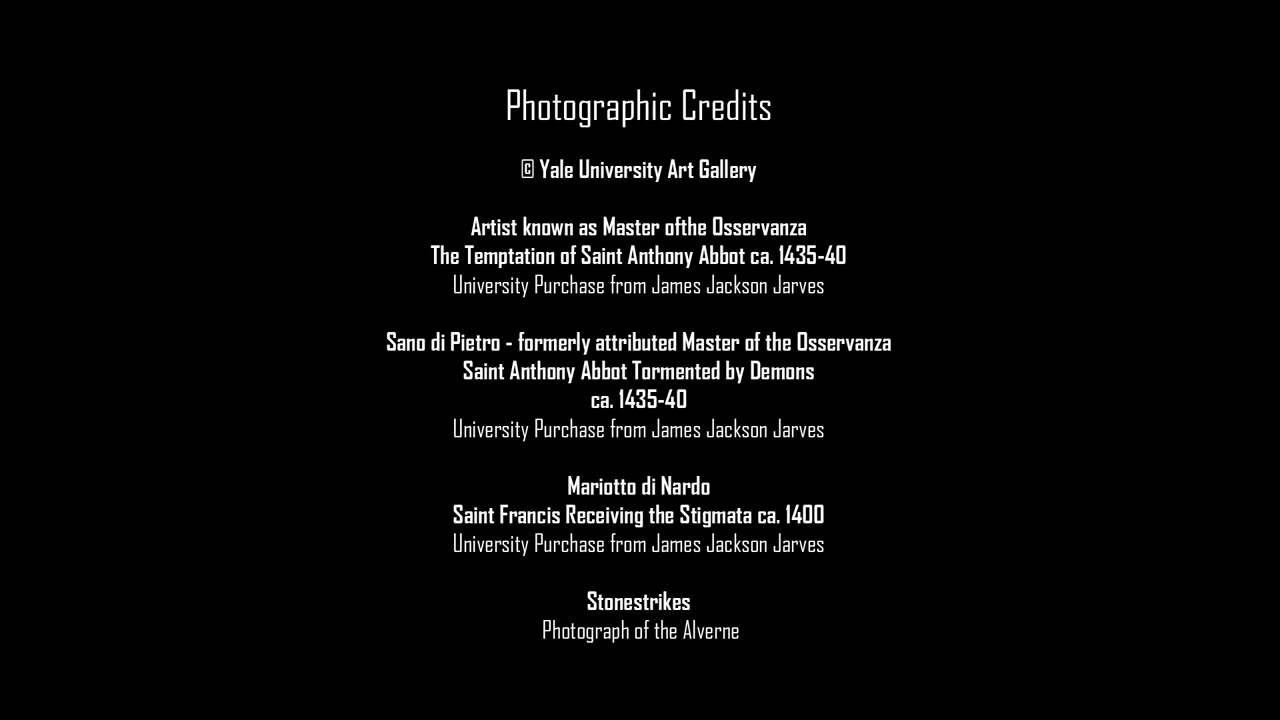 Photographic Credits
© Yale University Art Gallery
Artist known as Master ofthe Osservanza
The Temptation of Saint Anthony Abbot ca. 1435-40
University Purchase from James Jackson Jarves
Sano di Pietro - formerly attributed Master of the Osservanza
Saint Anthony Abbot Tormented by Demons
ca. 1435-40
University Purchase from James Jackson Jarves
Mariotto di Nardo
Saint Francis Receiving the Stigmata ca. 1400
University Purchase from James Jackson Jarves
Stonestrikes
Photograph of the Alverne